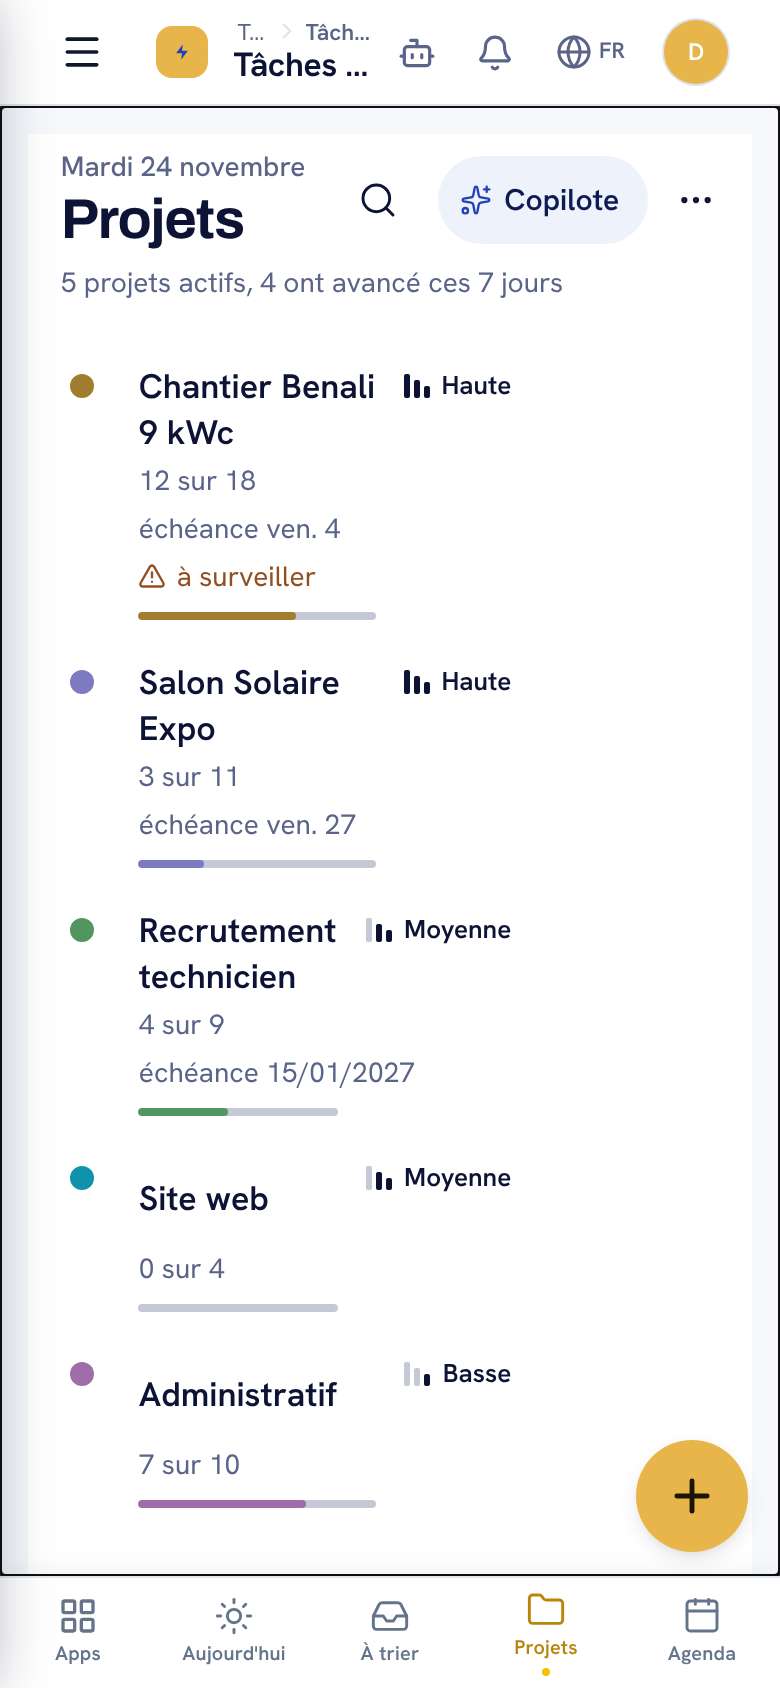 T... > Tâch...
Tâches ...
FR
D
Mardi 24 novembre
Projets
Copilote
5 projets actifs, 4 ont avancé ces 7 jours
Chantier Benali
9 kWc
Haute
12 sur 18
échéance ven. 4
à surveiller
Salon Solaire
Expo
Haute
3 sur 11
échéance ven. 27
Recrutement
technicien
Moyenne
4 sur 9
échéance 15/01/2027
Site web
Moyenne
0 sur 4
Administratif
Basse
7 sur 10
Apps
Aujourd'hui
À trier
Projets
Agenda